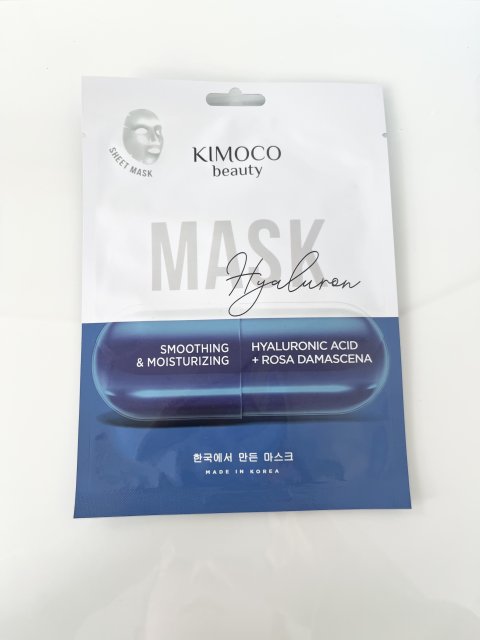 SHEET MASK
KIMOCO
beauty
MASK
Hyaluron
SMOOTHING
& MOISTURIZING
HYALURONIC ACID
+ ROSA DAMASCENA
한국에서 만든 마스크
MADE IN KOREA